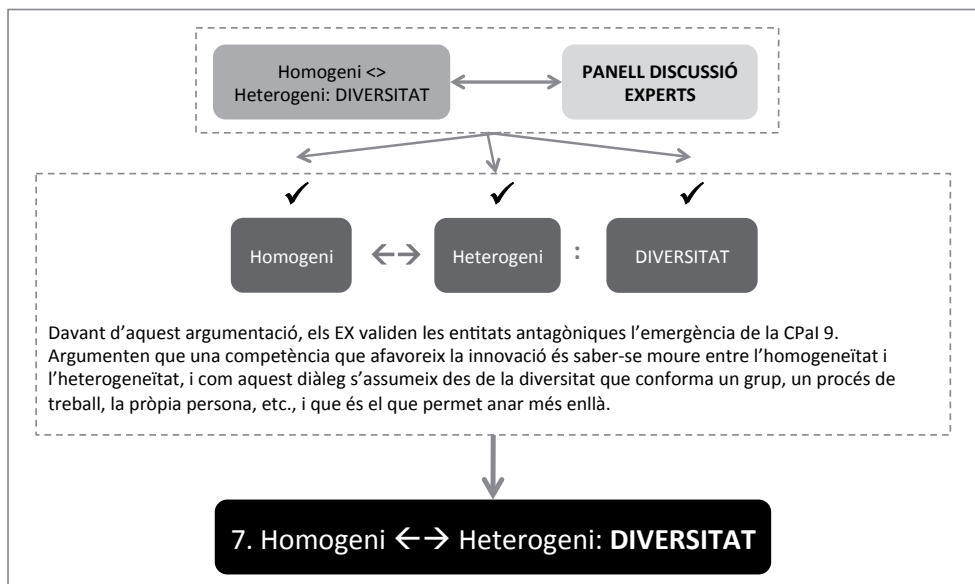 Homogeni <>
Heterogeni: DIVERSITAT
PANELL DISCUSSIÓ
EXPERTS
✓ ✓ ✓
Homogeni ←→ Heterogeni : DIVERSITAT
Davant d'aquest argumentació, els EX validen les entitats antagòniques l'emergència de la CPaI 9.
Argumenten que una competència que afavoreix la innovació és saber-se moure entre l'homogeneïtat i
l'heterogeneïtat, i com aquest diàleg s'assumeix des de la diversitat que conforma un grup, un procés de
treball, la pròpia persona, etc., i que és el que permet anar més enllà.
7. Homogeni ←→ Heterogeni: DIVERSITAT